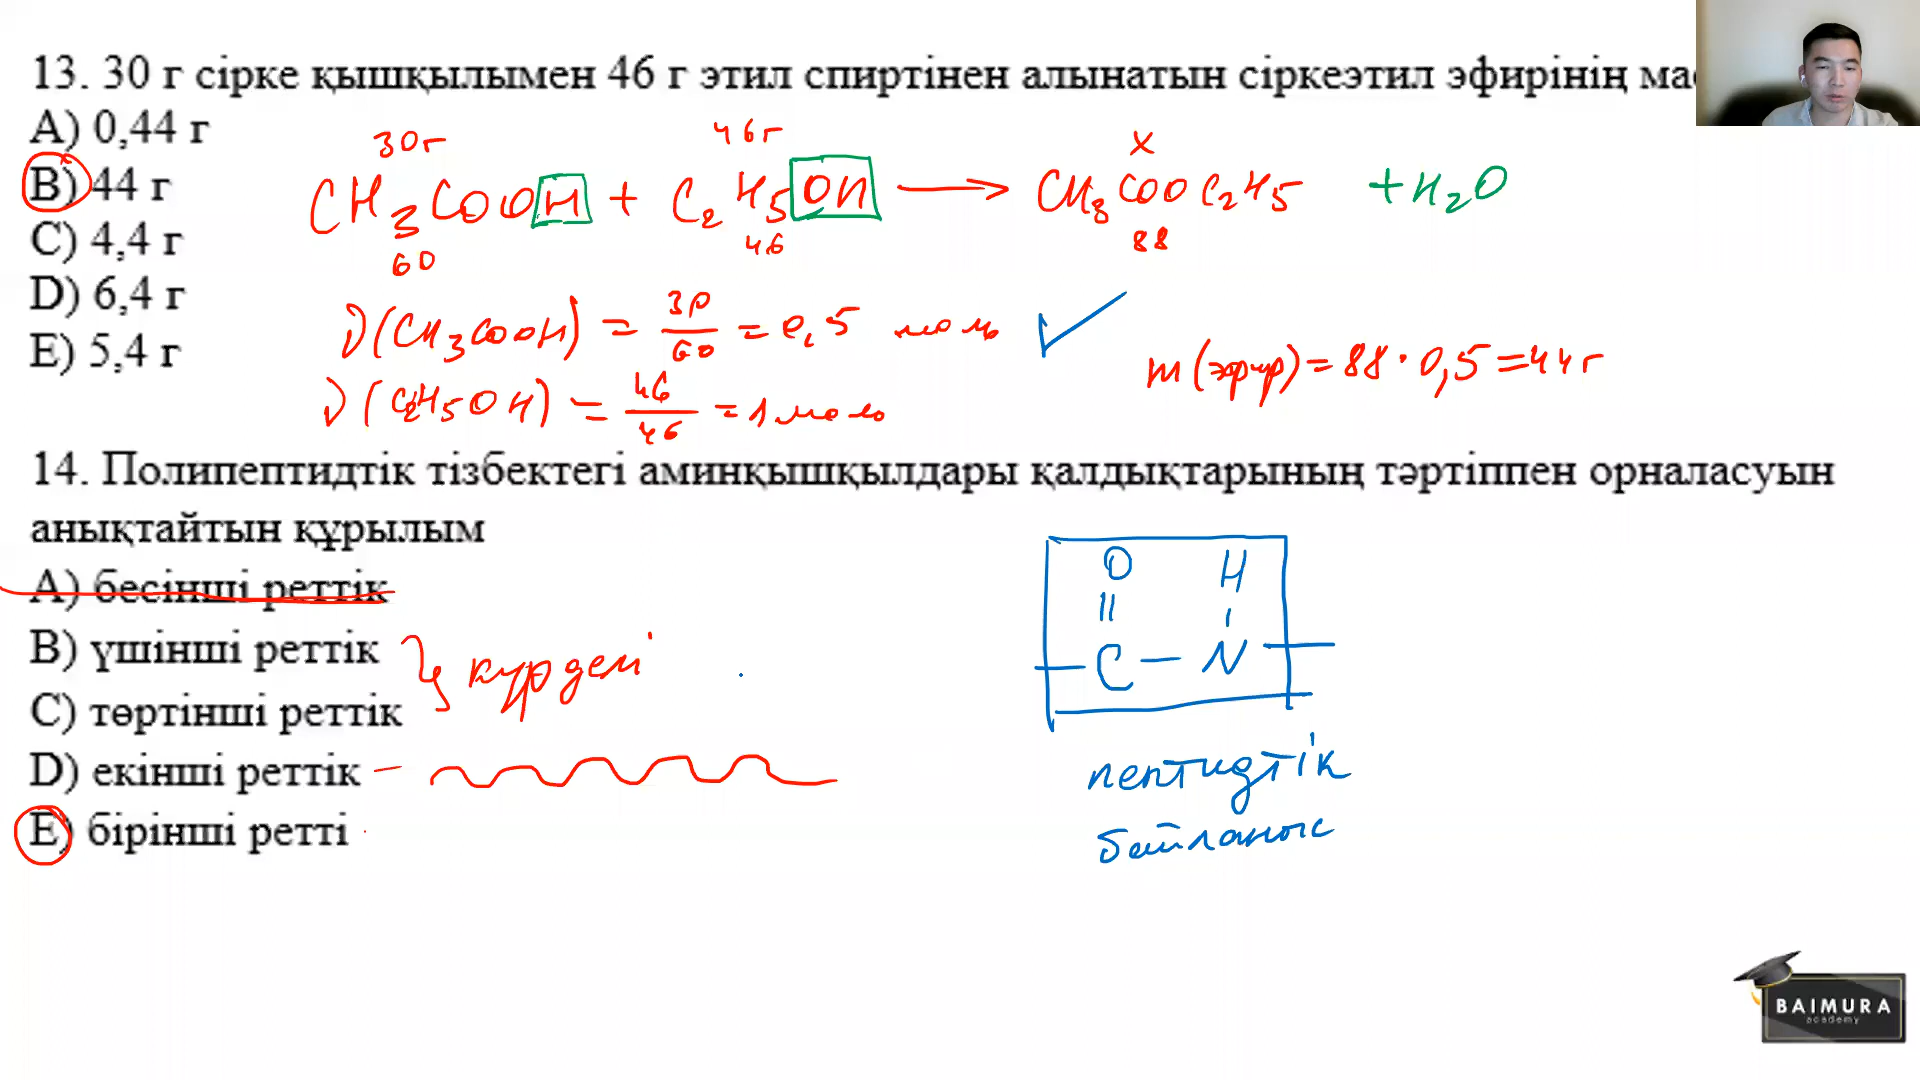 13. 30 г сірке қышқылымен 46 г этил спиртінен алынатын сіркеэтил эфирінің мас
A) 0,44 г
B) 44 г
C) 4,4 г
D) 6,4 г
E) 5,4 г
30г 46г x
CH3COOH + C2H5OH → CH3COOC2H5 + H2O
60 46 88
ν(CH3COOH) = 30/60 = 0,5 моль
m(эфир) = 88 · 0,5 = 44 г
ν(C2H5OH) = 46/46 = 1 моль
14. Полипептидтік тізбектегі аминқышқылдары қалдықтарының тәртіппен орналасуын
анықтайтын құрылым
A) бесінші реттік
B) үшінші реттік
C) төртінші реттік
D) екінші реттік –
E) бірінші ретті
күрделі
O H
C – N
пептидтік
байланыс
BAIMURA
academy